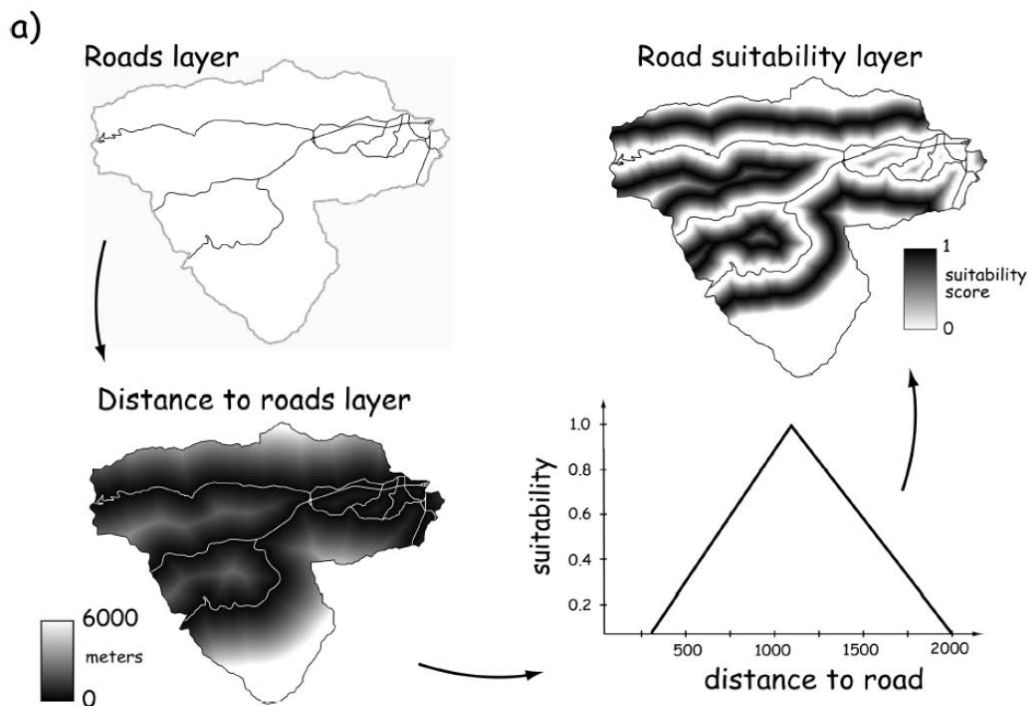 a)
Roads layer
Road suitability layer
1
suitability
score
0
Distance to roads layer
6000
meters
0
suitability
1.0
0.8
0.6
0.4
0.2
500
1000
1500
2000
distance to road